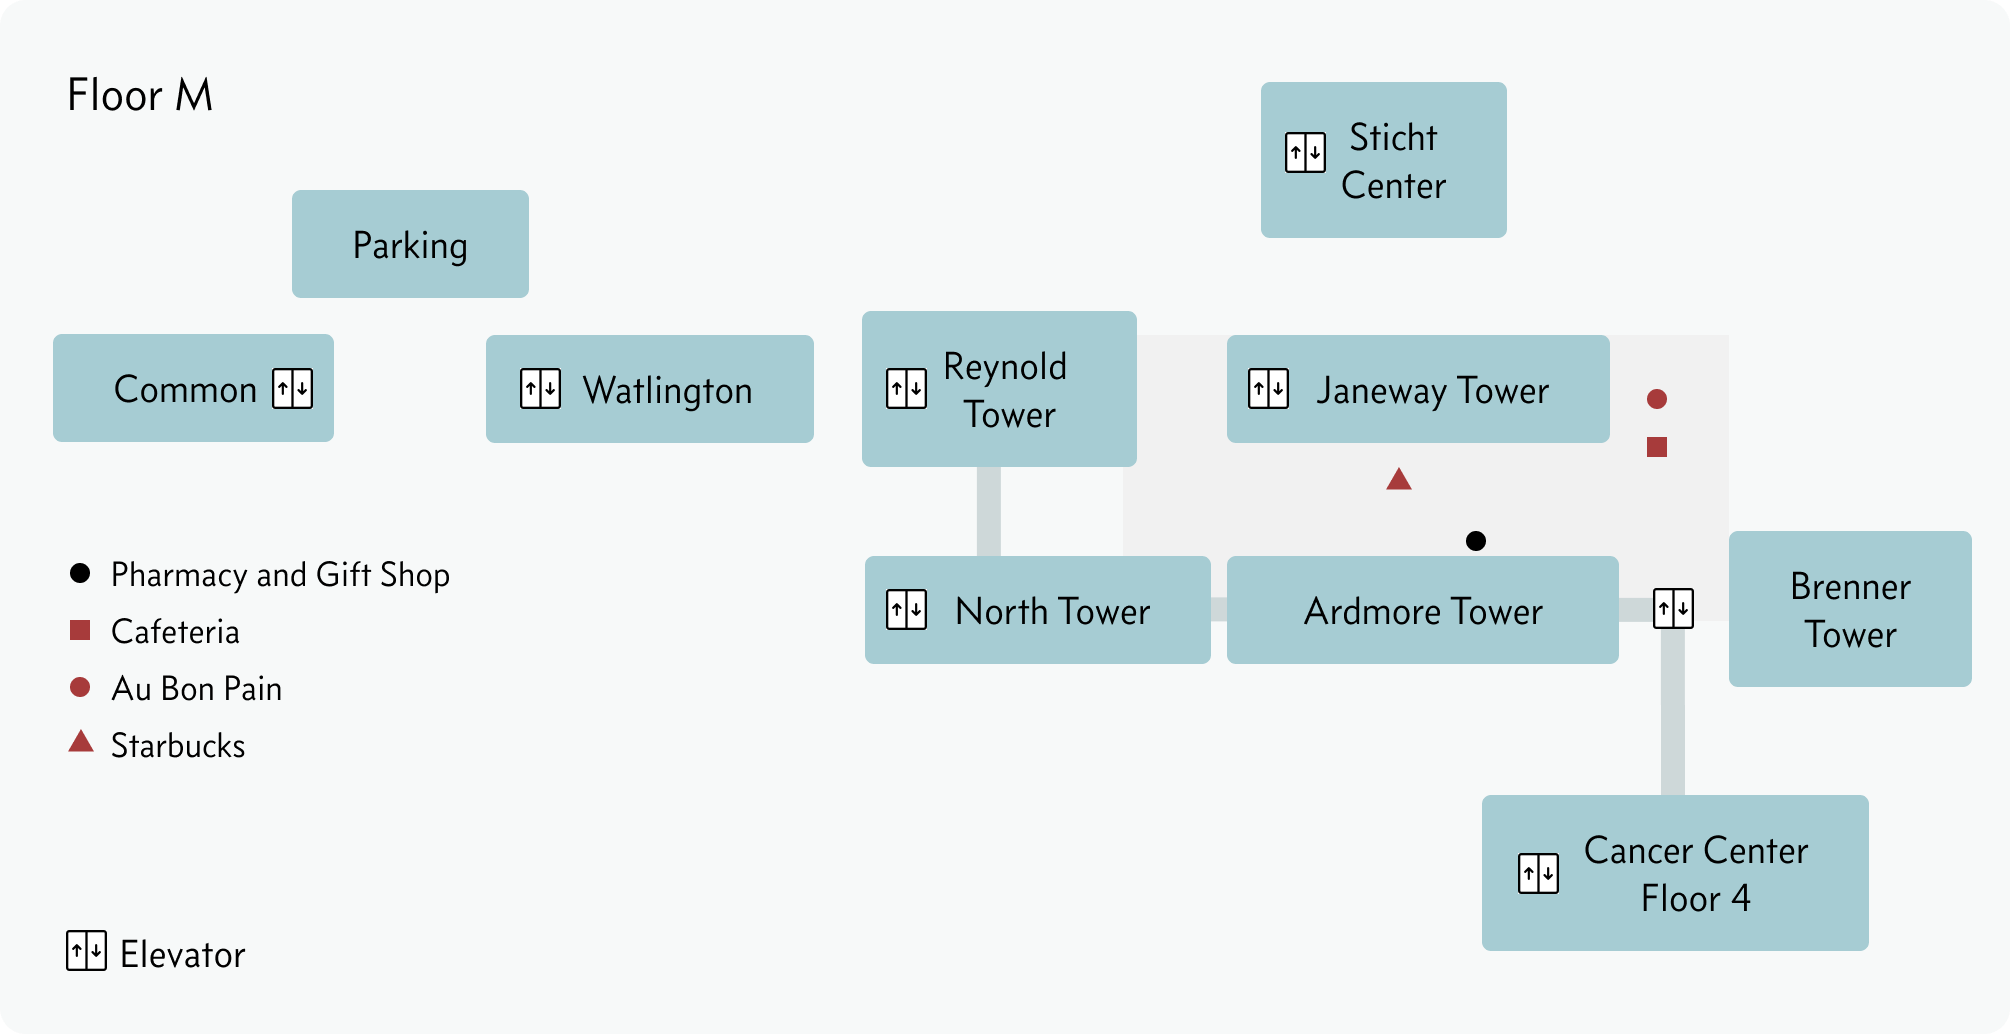 Floor M
Sticht
Center
Parking
Common
Watlington
Reynold
Tower
Janeway Tower
Pharmacy and Gift Shop
Cafeteria
Au Bon Pain
Starbucks
North Tower
Ardmore Tower
Brenner
Tower
Cancer Center
Floor 4
Elevator